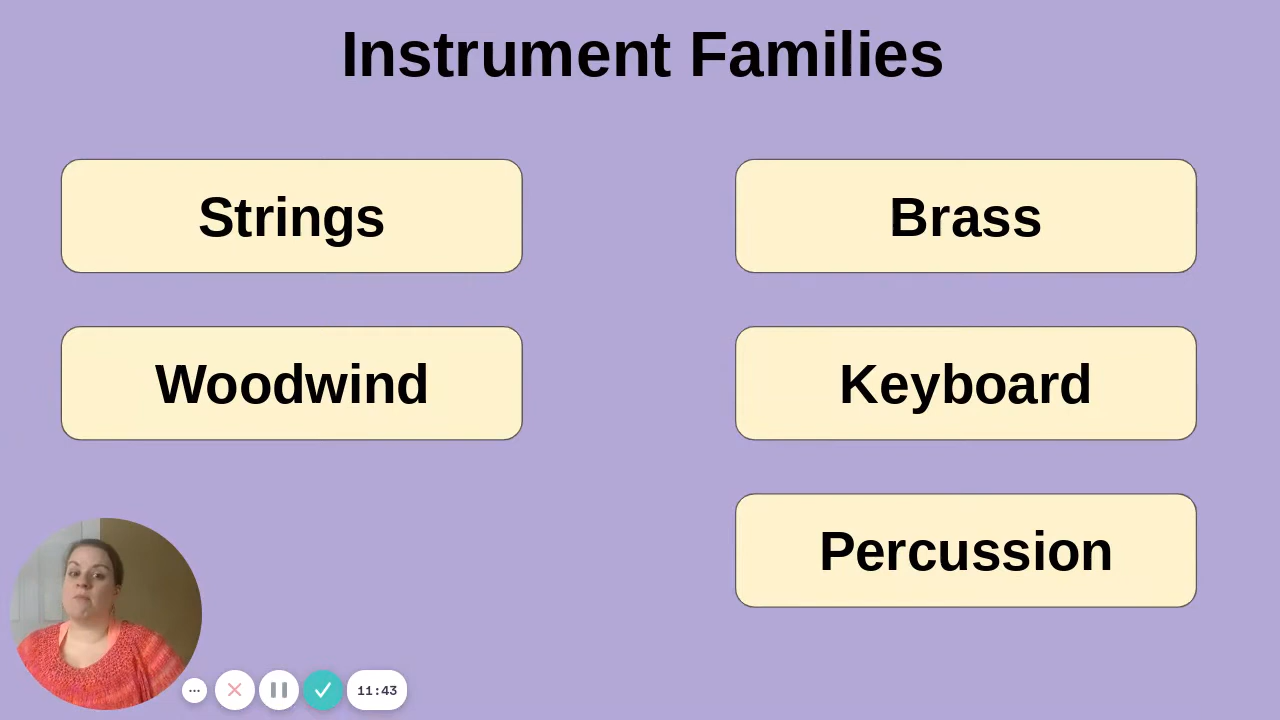 Instrument Families
Strings
Brass
Woodwind
Keyboard
Percussion
11:43